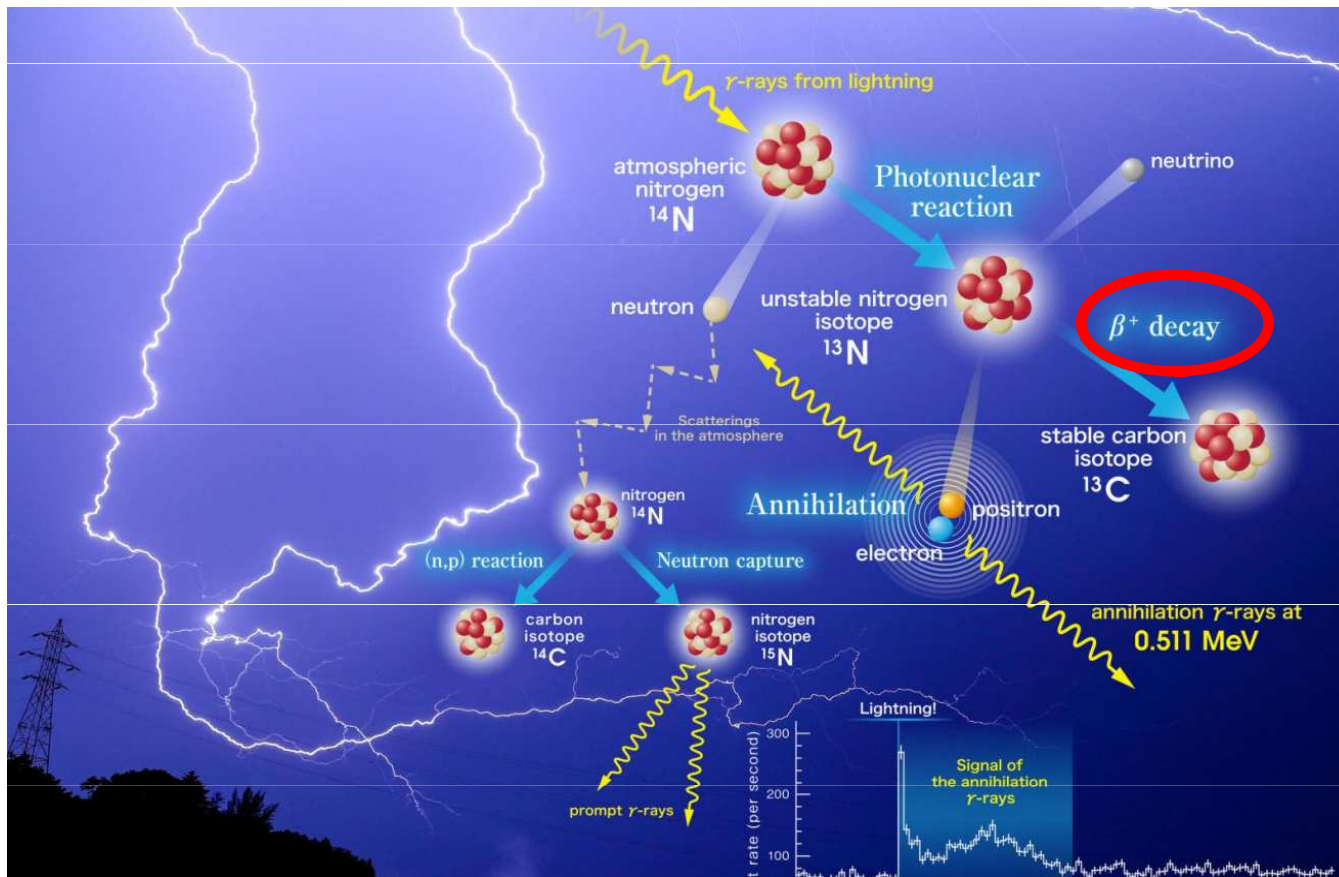 γ-rays from lightning
atmospheric
nitrogen
¹⁴N
Photonuclear
reaction
neutrino
neutron
unstable nitrogen
isotope
¹³N
β⁺ decay
Scatterings
in the atmosphere
stable carbon
isotope
¹³C
nitrogen
¹⁴N
Annihilation
positron
electron
(n,p) reaction
Neutron capture
carbon
isotope
¹⁴C
nitrogen
isotope
¹⁵N
annihilation γ-rays at
0.511 MeV
prompt γ-rays
Lightning!
300
200
100
t rate (per second)
Signal of
the annihilation
γ-rays